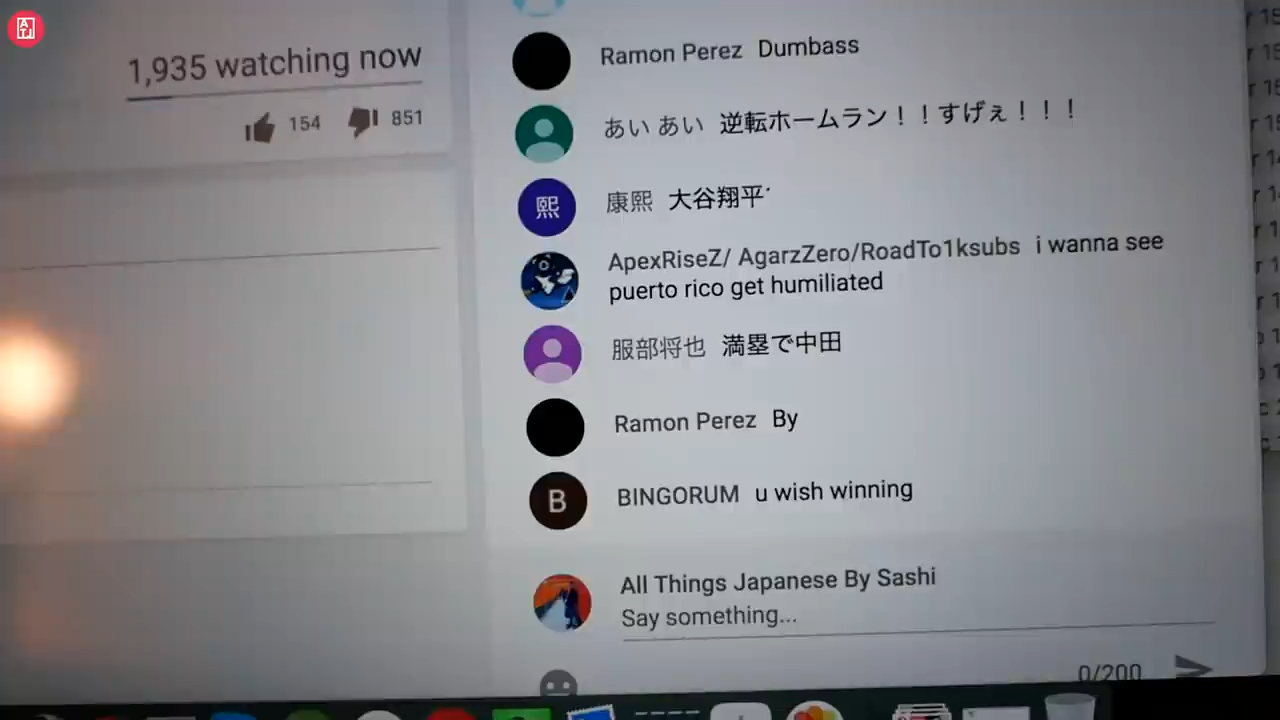 1,935 watching now
154 851
Ramon Perez Dumbass
あい あい 逆転ホームラン！！すげぇ！！！
熙 康熙 大谷翔平
ApexRiseZ/ AgarzZero/RoadTo1ksubs i wanna see
puerto rico get humiliated
服部将也 満塁で中田
Ramon Perez By
B BINGORUM u wish winning
All Things Japanese By Sashi
Say something...
0/200